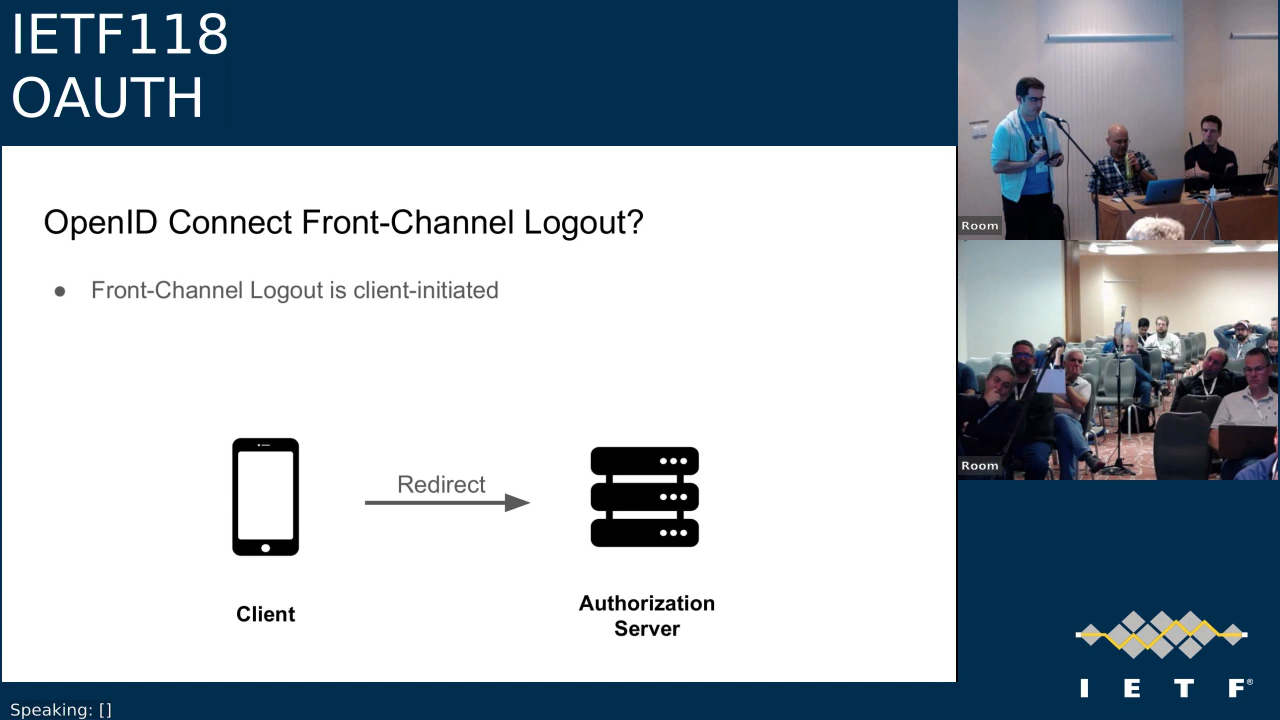 IETF118
OAUTH
OpenID Connect Front-Channel Logout?
● Front-Channel Logout is client-initiated
Redirect
Client
Authorization
Server
Room
Room
I E T F®
Speaking: []